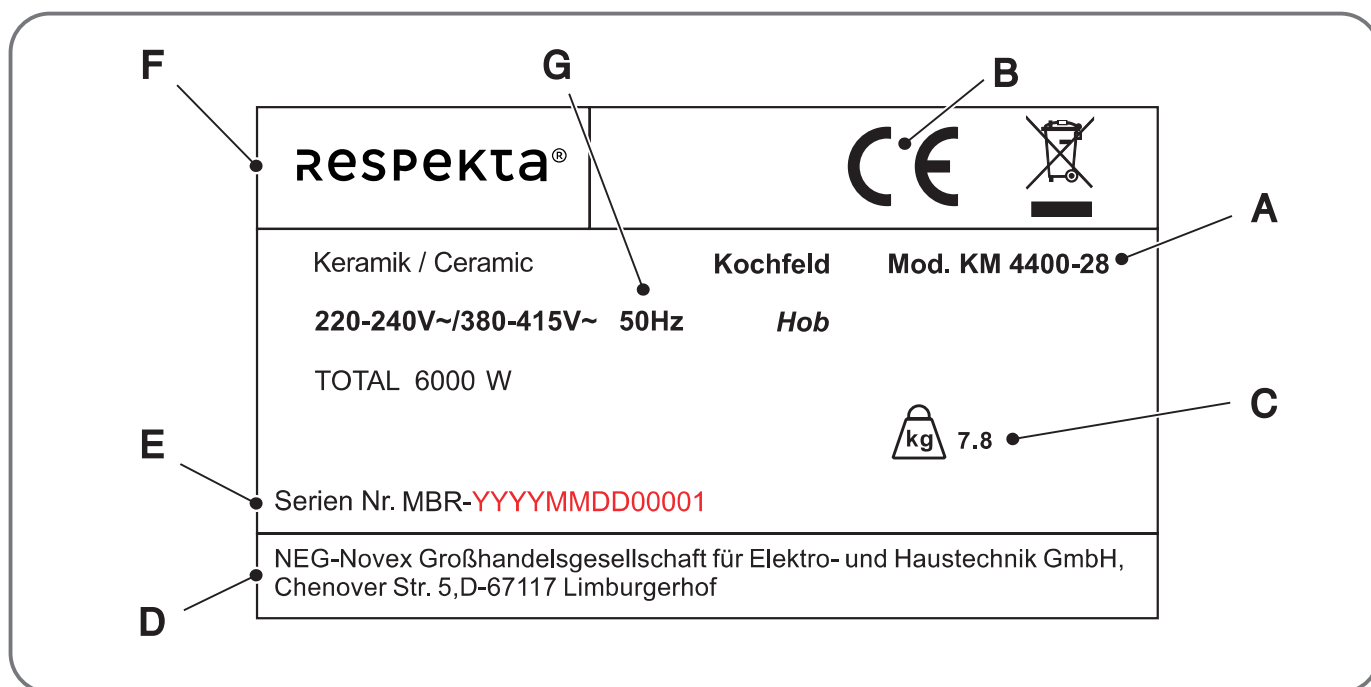 F
G
B
Respekta®
CE
A
Keramik / Ceramic Kochfeld Mod. KM 4400-28
220-240V~/380-415V~ 50Hz Hob
TOTAL 6000 W
C
kg 7.8
E
Serien Nr. MBR-YYYYMMDD00001
NEG-Novex Großhandelsgesellschaft für Elektro- und Haustechnik GmbH,
Chenover Str. 5,D-67117 Limburgerhof
D